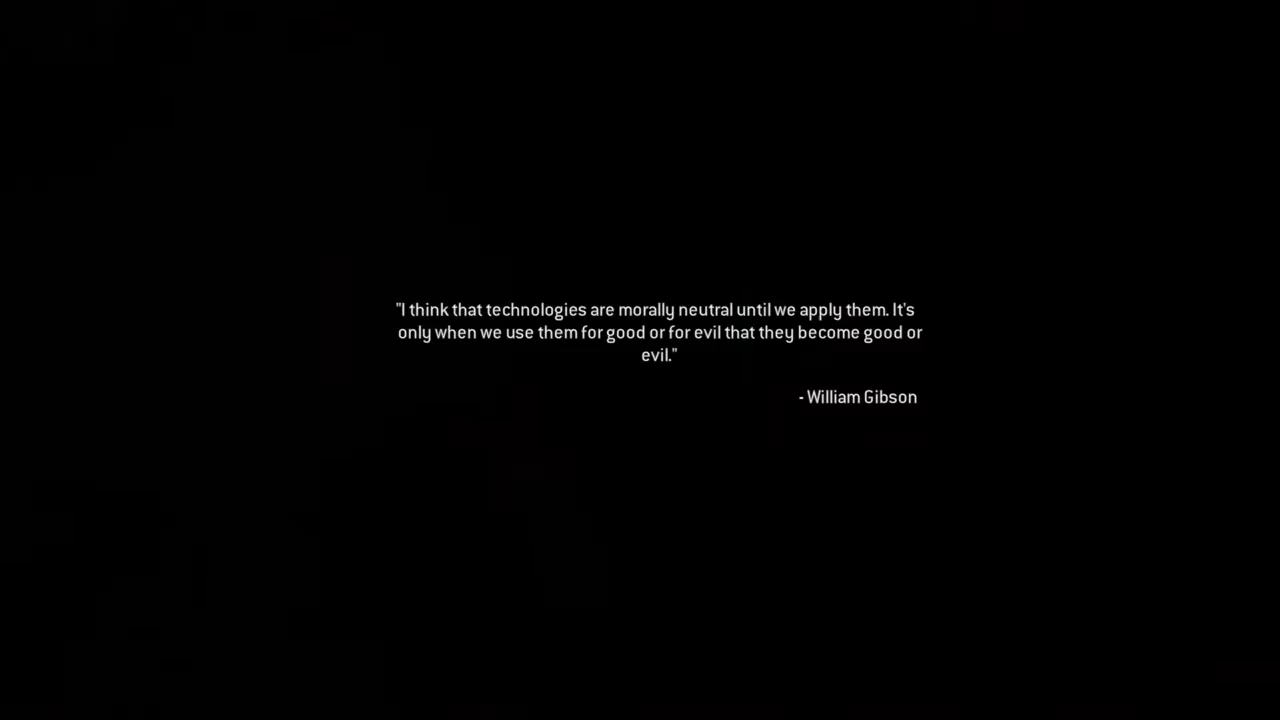 "I think that technologies are morally neutral until we apply them. It's
only when we use them for good or for evil that they become good or
evil."
- William Gibson